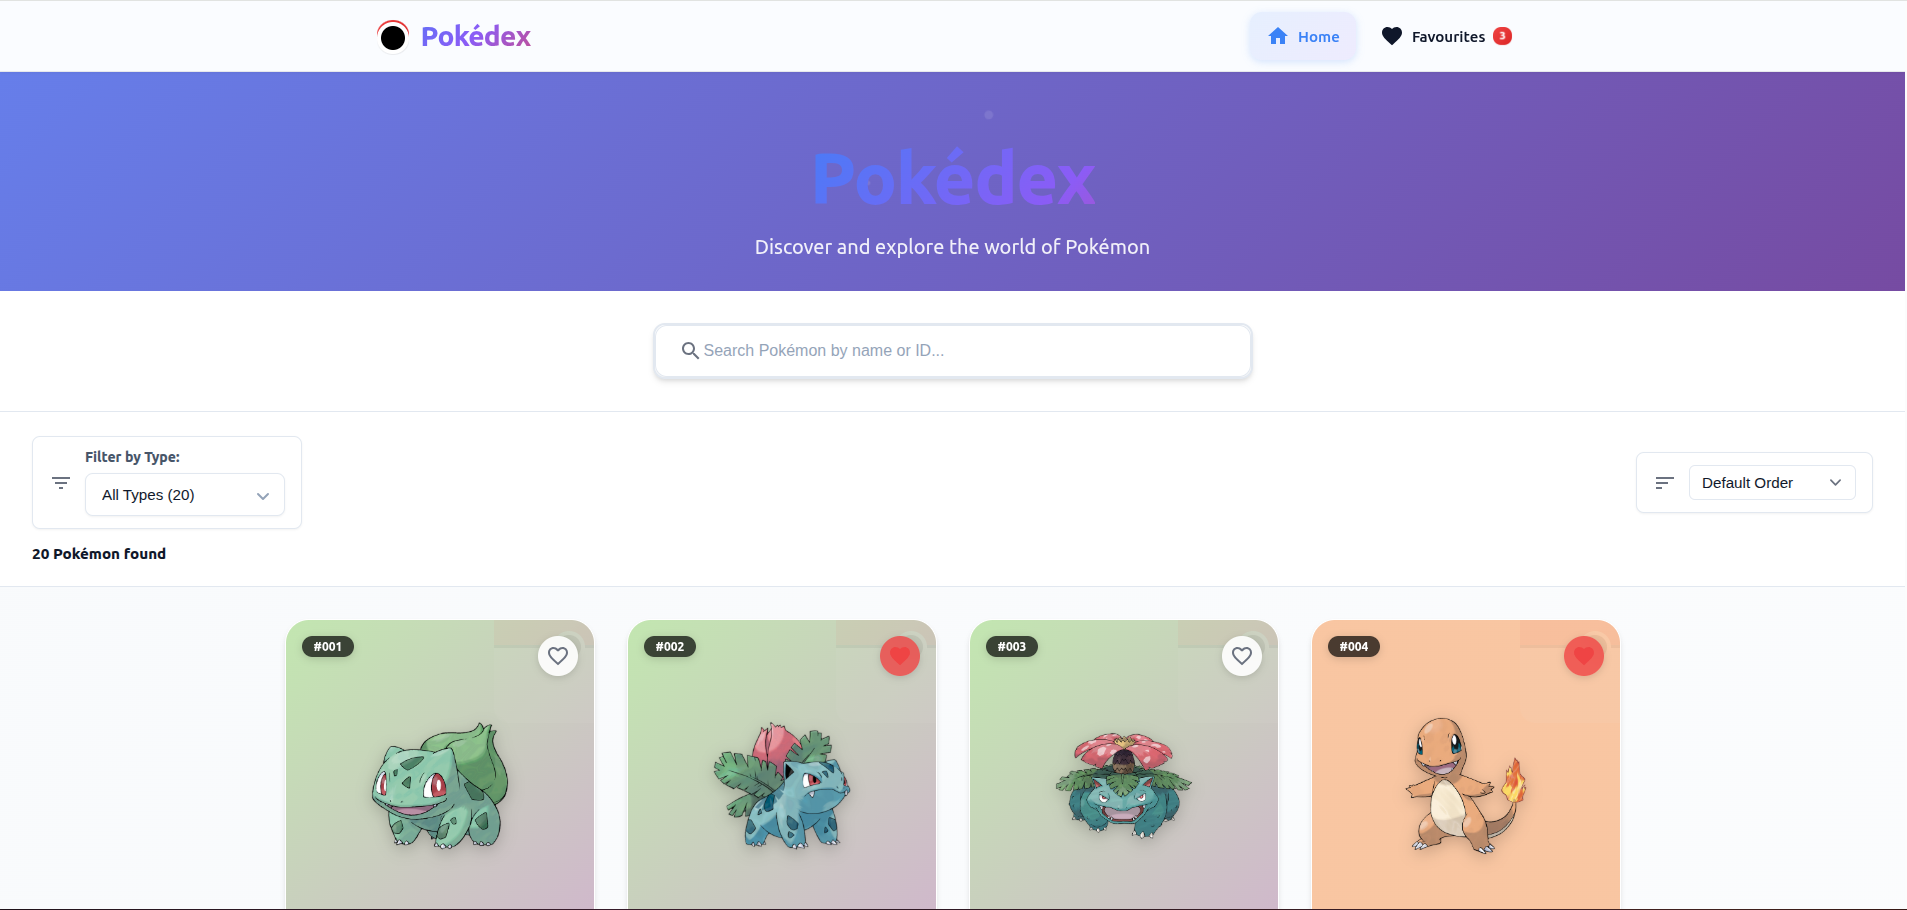 Pokédex
Home
Favourites 3
Pokédex
Discover and explore the world of Pokémon
Search Pokémon by name or ID...
Filter by Type:
All Types (20)
Default Order
20 Pokémon found
#001
#002
#003
#004